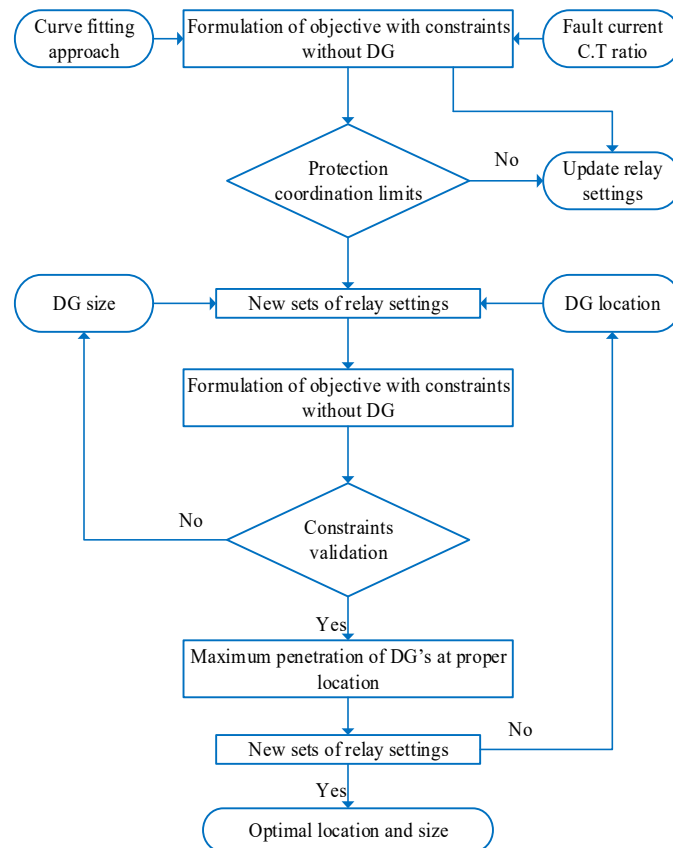 Curve fitting
approach
Formulation of objective with constraints
without DG
Fault current
C.T ratio
Protection
coordination limits
No
Update relay
settings
DG size
New sets of relay settings
DG location
Formulation of objective with constraints
without DG
No
Constraints
validation
Yes
Maximum penetration of DG's at proper
location
No
New sets of relay settings
Yes
Optimal location and size